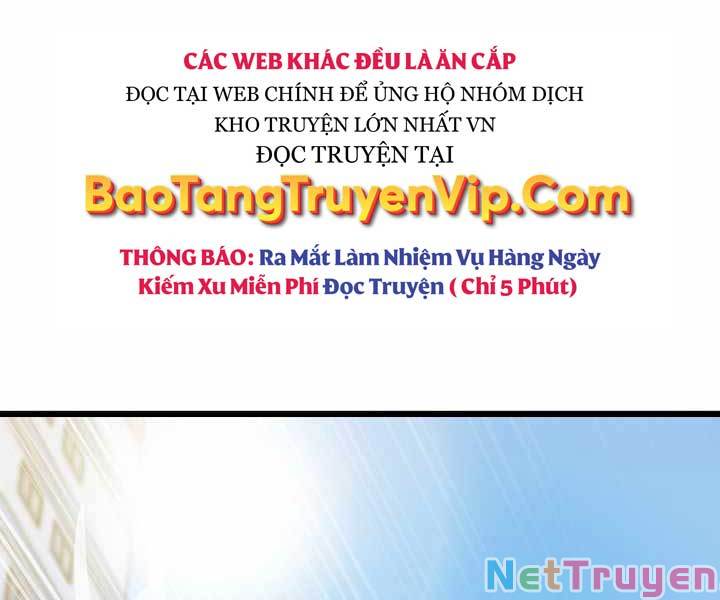 CÁC WEB KHÁC ĐỀU LÀ ĂN CẮP
ĐỌC TẠI WEB CHÍNH ĐỂ ỦNG HỘ NHÓM DỊCH
KHO TRUYỆN LỚN NHẤT VN
ĐỌC TRUYỆN TẠI
BaoTangTruyenVip.Com
THÔNG BÁO: Ra Mắt Làm Nhiệm Vụ Hàng Ngày
Kiếm Xu Miễn Phí Đọc Truyện ( Chỉ 5 Phút)
NetTruyen